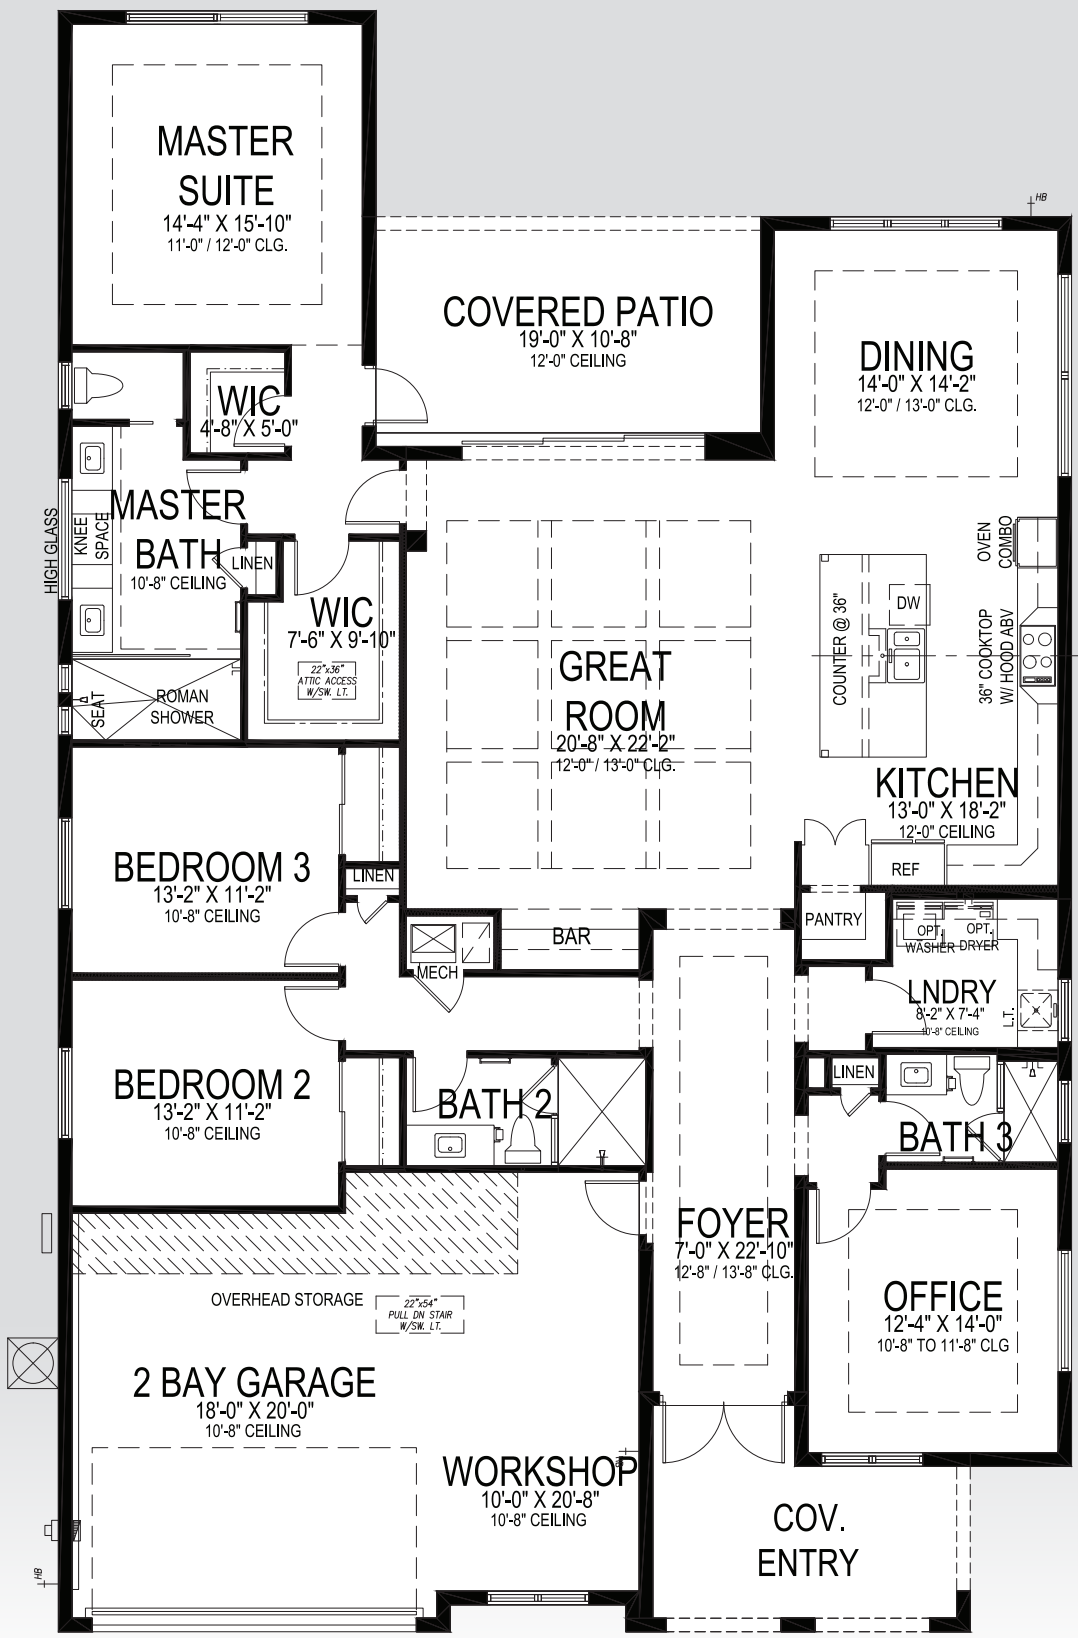 MASTER
SUITE
14'-4" X 15'-10"
11'-0" / 12'-0" CLG.
HB
COVERED PATIO
19'-0" X 10'-8"
12'-0" CEILING
DINING
14'-0" X 14'-2"
12'-0" / 13'-0" CLG.
WIC
4'-8" X 5'-0"
MASTER
BATH
10'-8" CEILING
HIGH GLASS
KNEE
SPACE
LINEN
WIC
7'-6" X 9'-10"
22"x36"
ATTIC ACCESS
W/SW. LT.
SEAT
ROMAN
SHOWER
GREAT
ROOM
20'-8" X 22'-2"
12'-0" / 13'-0" CLG.
OVEN
COMBO
DW
COUNTER @ 36"
36" COOKTOP
W/ HOOD ABV
KITCHEN
13'-0" X 18'-2"
12'-0" CEILING
REF
BEDROOM 3
13'-2" X 11'-2"
10'-8" CEILING
LINEN
BAR
MECH
PANTRY
OPT.
WASHER
OPT.
DRYER
LNDRY
8'-2" X 7'-4"
10'-8" CEILING
L.T.
BEDROOM 2
13'-2" X 11'-2"
10'-8" CEILING
BATH 2
LINEN
BATH 3
FOYER
7'-0" X 22'-10"
12'-8" / 13'-8" CLG.
OFFICE
12'-4" X 14'-0"
10'-8" TO 11'-8" CLG
OVERHEAD STORAGE
22"x54"
PULL DN STAIR
W/SW. LT.
2 BAY GARAGE
18'-0" X 20'-0"
10'-8" CEILING
WORKSHOP
10'-0" X 20'-8"
10'-8" CEILING
HB
COV.
ENTRY
HB